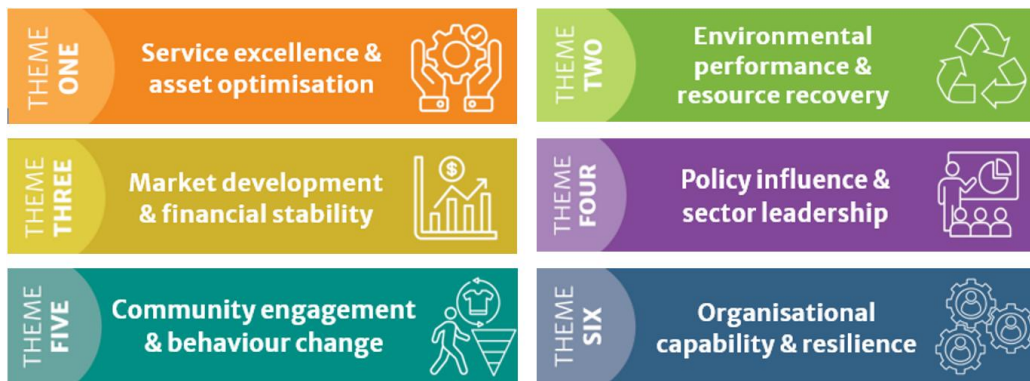 THEME
ONE
Service excellence &
asset optimisation
THEME
TWO
Environmental
performance &
resource recovery
THEME
THREE
Market development
& financial stability
$
THEME
FOUR
Policy influence &
sector leadership
THEME
FIVE
Community engagement
& behaviour change
THEME
SIX
Organisational
capability & resilience